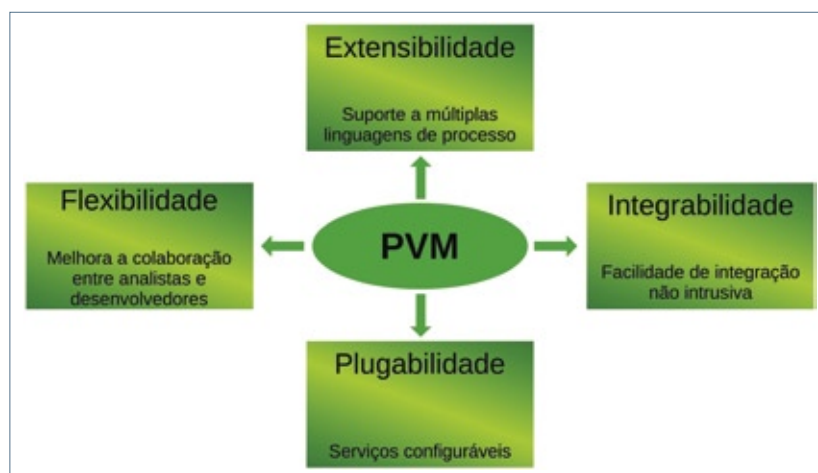 Extensibilidade
Suporte a múltiplas
linguagens de processo
Flexibilidade
Melhora a colaboração
entre analistas e
desenvolvedores
PVM
Integrabilidade
Facilidade de integração
não intrusiva
Plugabilidade
Serviços configuráveis